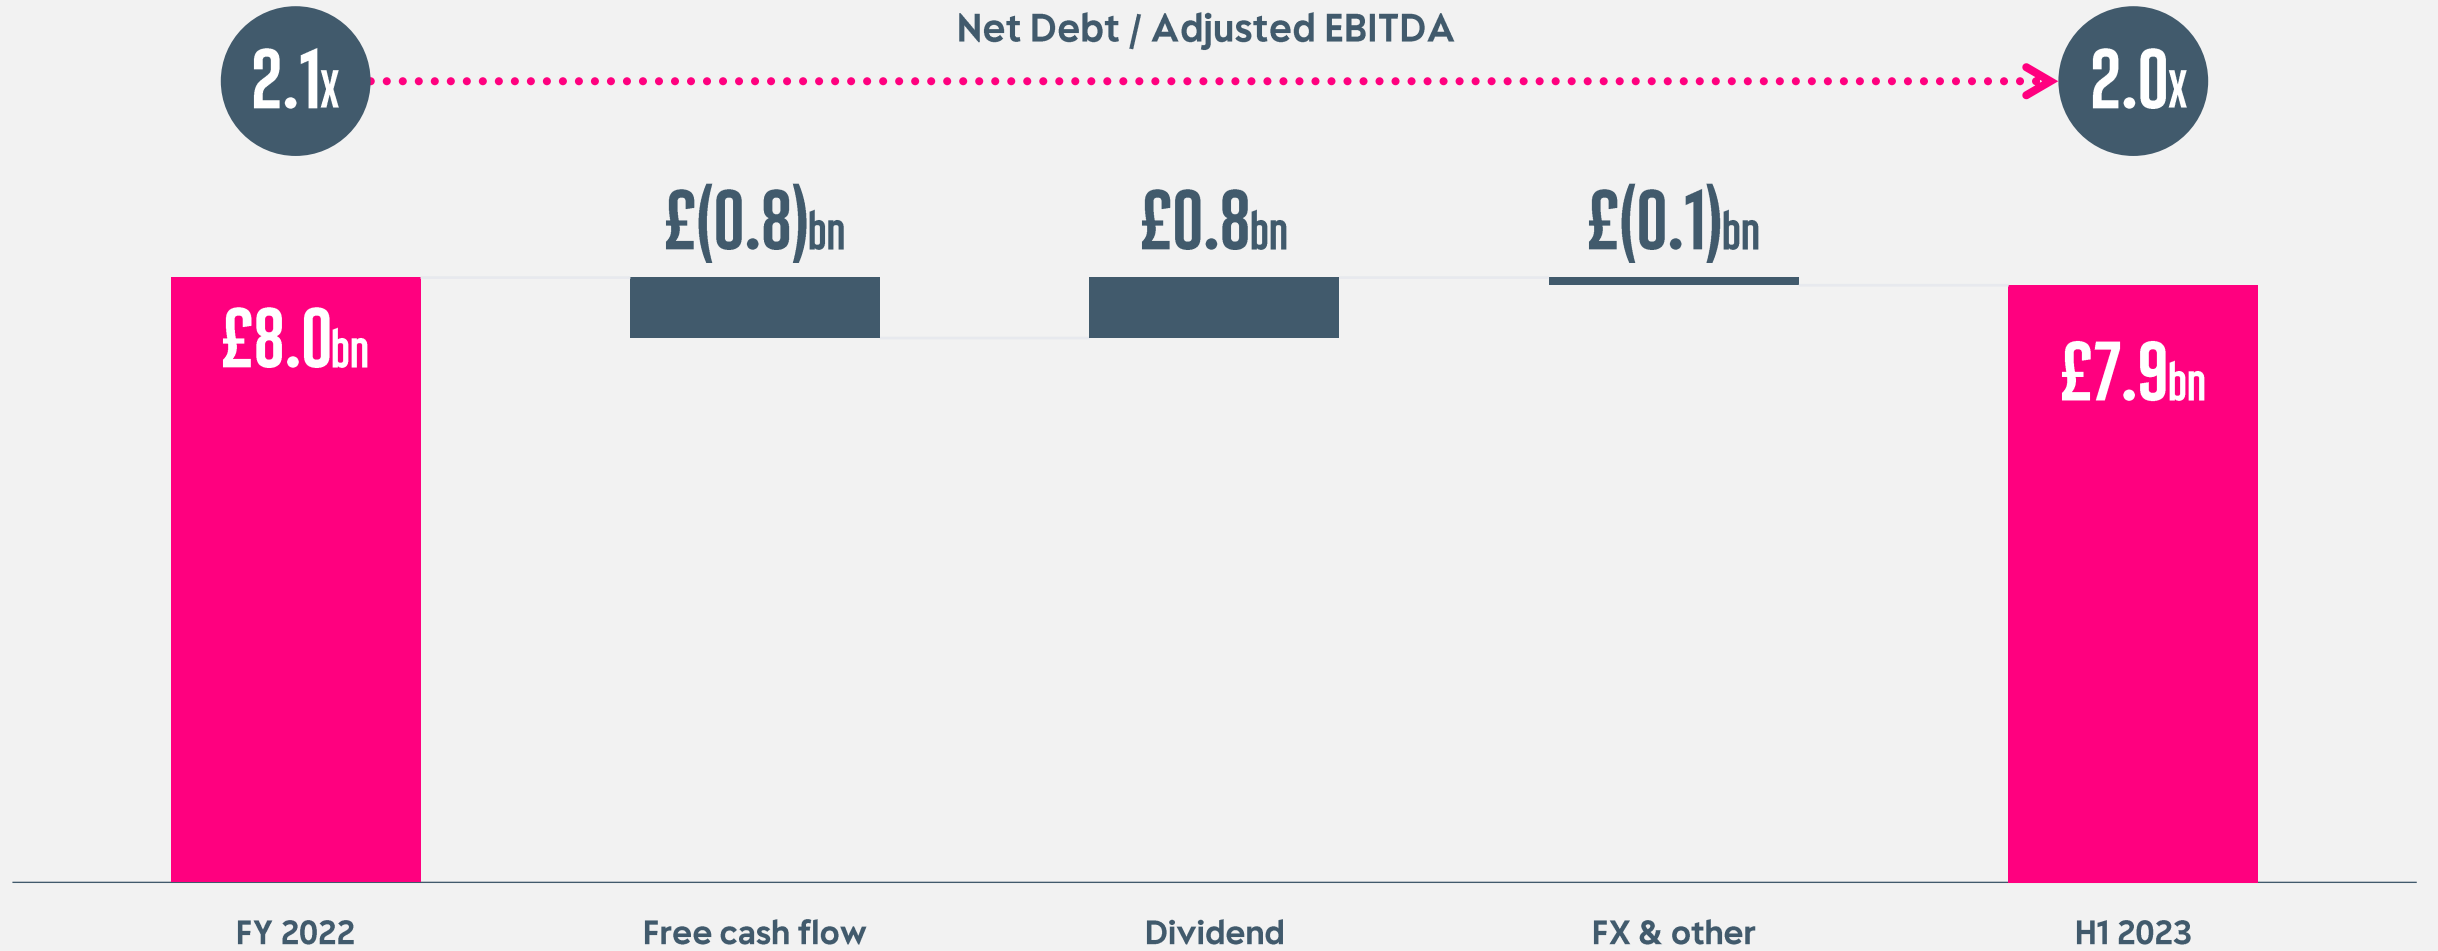 Net Debt / Adjusted EBITDA
2.1x
2.0x
£(0.8)bn
£0.8bn
£(0.1)bn
£8.0bn
£7.9bn
FY 2022
Free cash flow
Dividend
FX & other
H1 2023